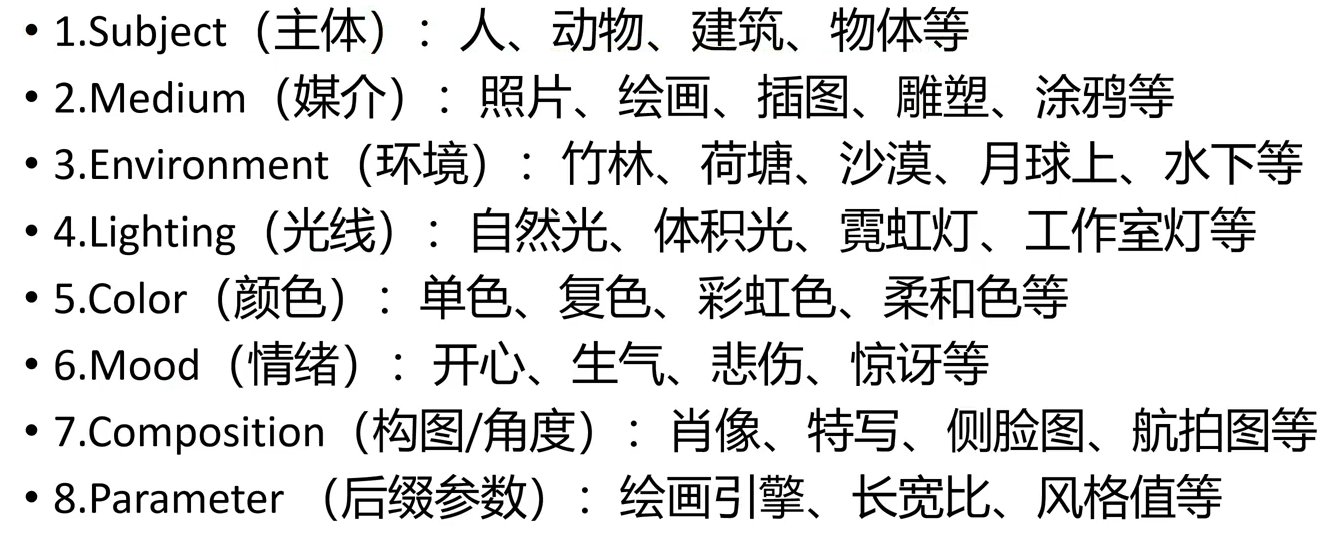 • 1.Subject（主体）：人、动物、建筑、物体等
• 2.Medium（媒介）：照片、绘画、插图、雕塑、涂鸦等
• 3.Environment（环境）：竹林、荷塘、沙漠、月球上、水下等
• 4.Lighting（光线）：自然光、体积光、霓虹灯、工作室灯等
• 5.Color（颜色）：单色、复色、彩虹色、柔和色等
• 6.Mood（情绪）：开心、生气、悲伤、惊讶等
• 7.Composition（构图/角度）：肖像、特写、侧脸图、航拍图等
• 8.Parameter （后缀参数）：绘画引擎、长宽比、风格值等